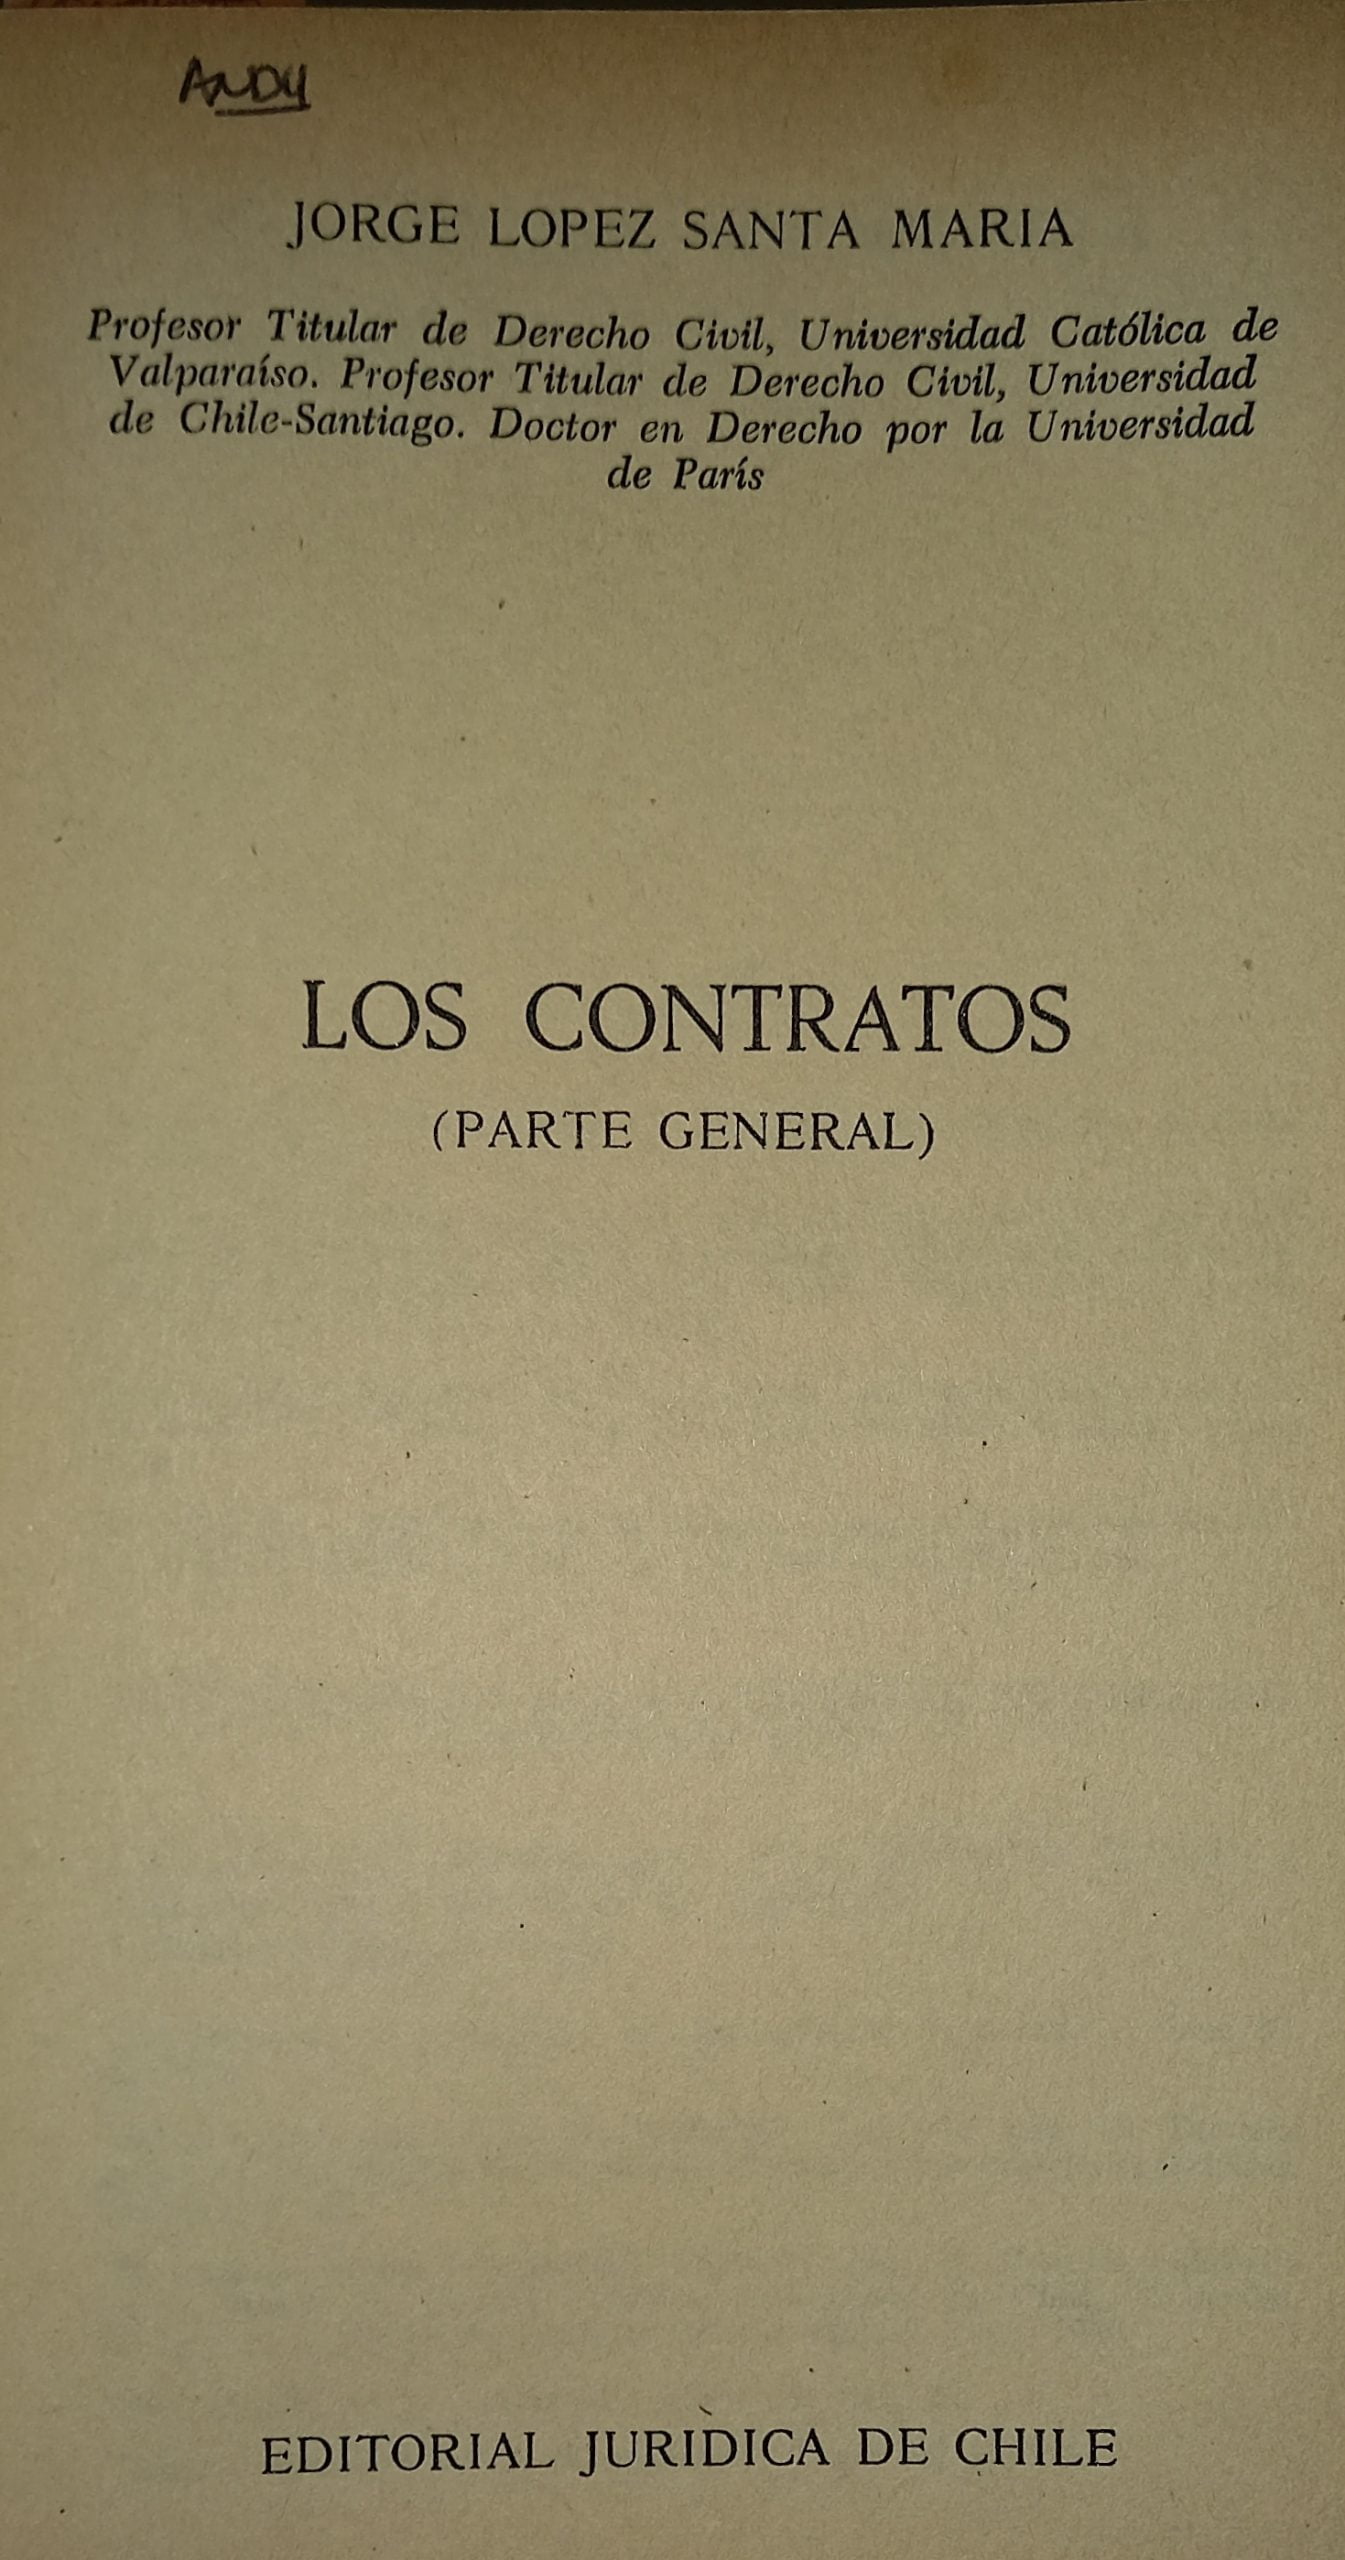 ANDY
JORGE LOPEZ SANTA MARIA
Profesor Titular de Derecho Civil, Universidad Católica de
Valparaíso. Profesor Titular de Derecho Civil, Universidad
de Chile-Santiago. Doctor en Derecho por la Universidad
de París
LOS CONTRATOS
(PARTE GENERAL)
EDITORIAL JURIDICA DE CHILE